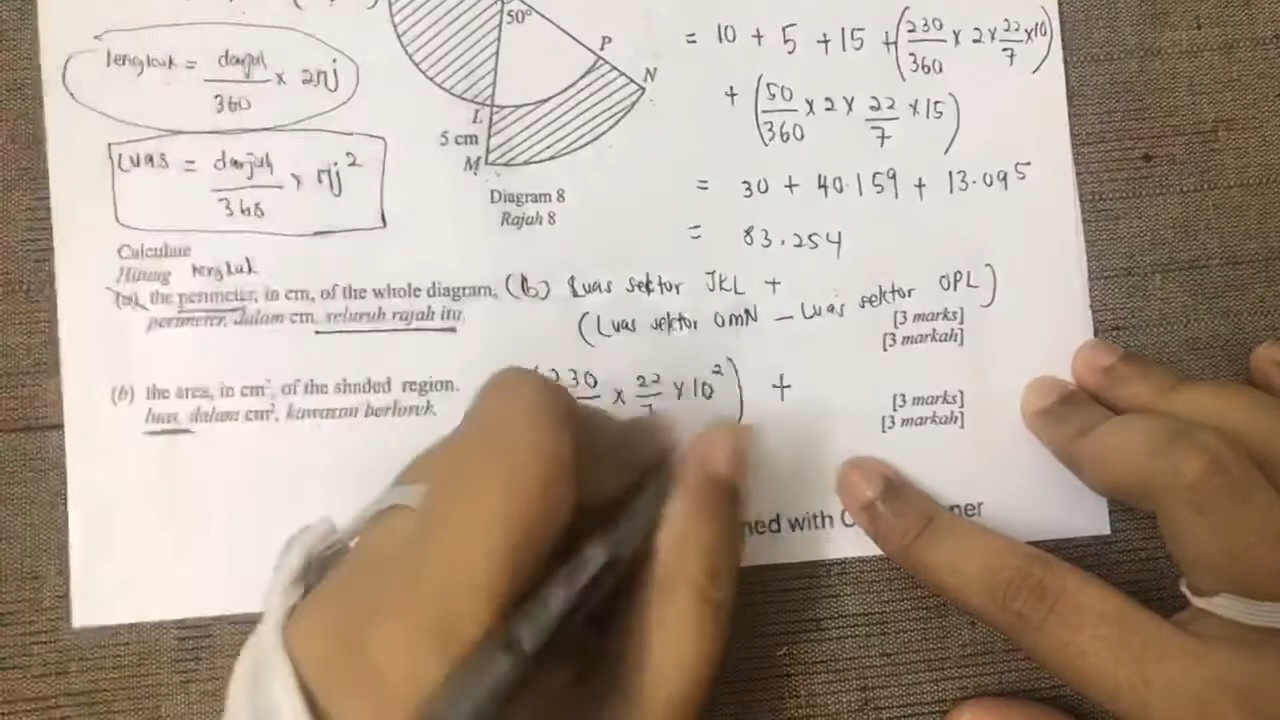 50°
P
N
L
5 cm
M
Diagram 8
Rajah 8
lengkuk = darjah/360 × 2πj
Luas = darjah/360 × πj²
= 10 + 5 + 15 + (230/360 × 2 × 22/7 × 10)
+ (50/360 × 2 × 22/7 × 15)
= 30 + 40.159 + 13.095
= 83.254
Calculate
Hitung
(a) the perimeter, in cm, of the whole diagram,
perimeter, dalam cm, seluruh rajah itu,
[3 marks]
[3 markah]
(b) Luas sektor JKL +
(Luas sektor OMN – Luas sektor OPL)
(b) the area, in cm², of the shaded region.
luas, dalam cm², kawasan berlorek.
[3 marks]
[3 markah]
230 × 22/7 × 10²) +
with